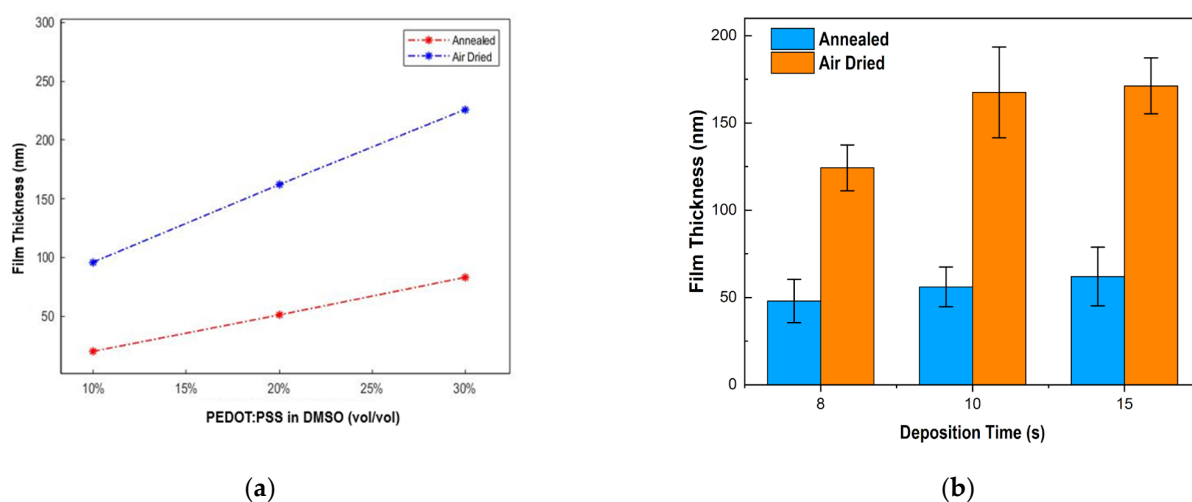 300
250
200
150
100
50
Film Thickness (nm)
Annealed
Air Dried
10%
15%
20%
25%
30%
PEDOT:PSS in DMSO (vol/vol)
(a)
200
150
100
50
0
Film Thickness (nm)
Annealed
Air Dried
8
10
15
Deposition Time (s)
(b)